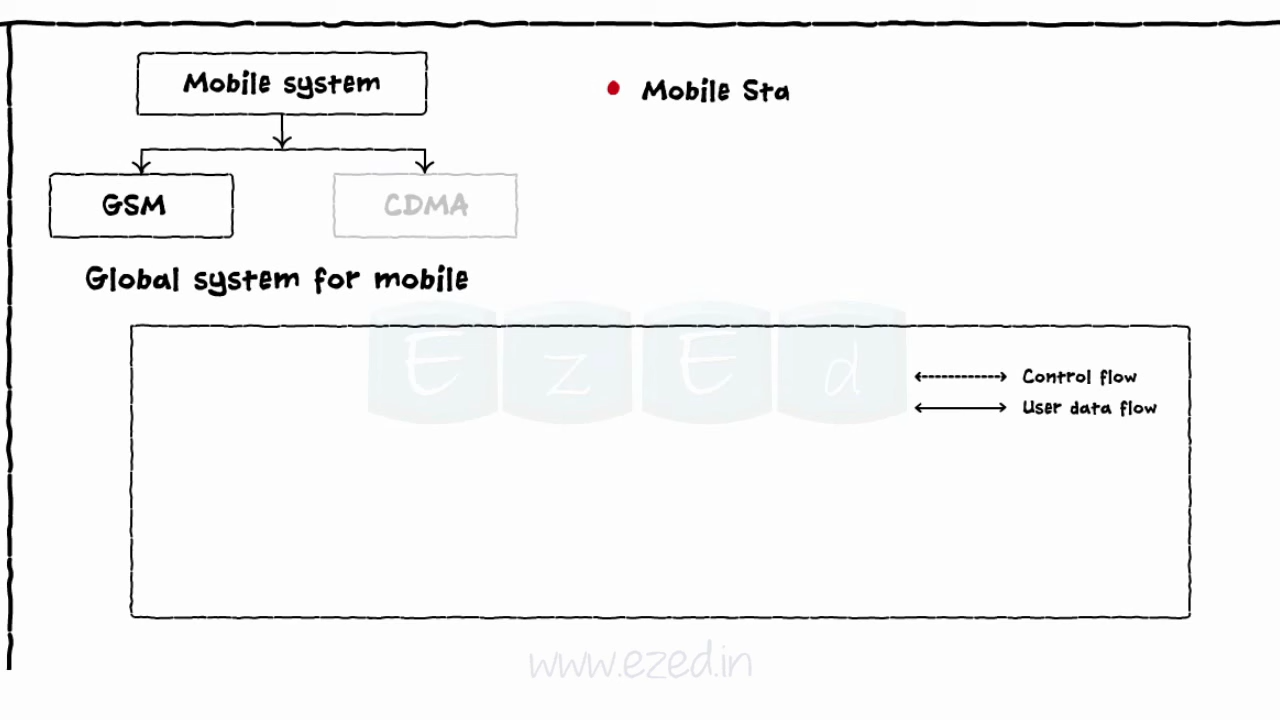 Mobile system
Mobile Sta
GSM
CDMA
Global system for mobile
EzEd
Control flow
User data flow
www.ezed.in